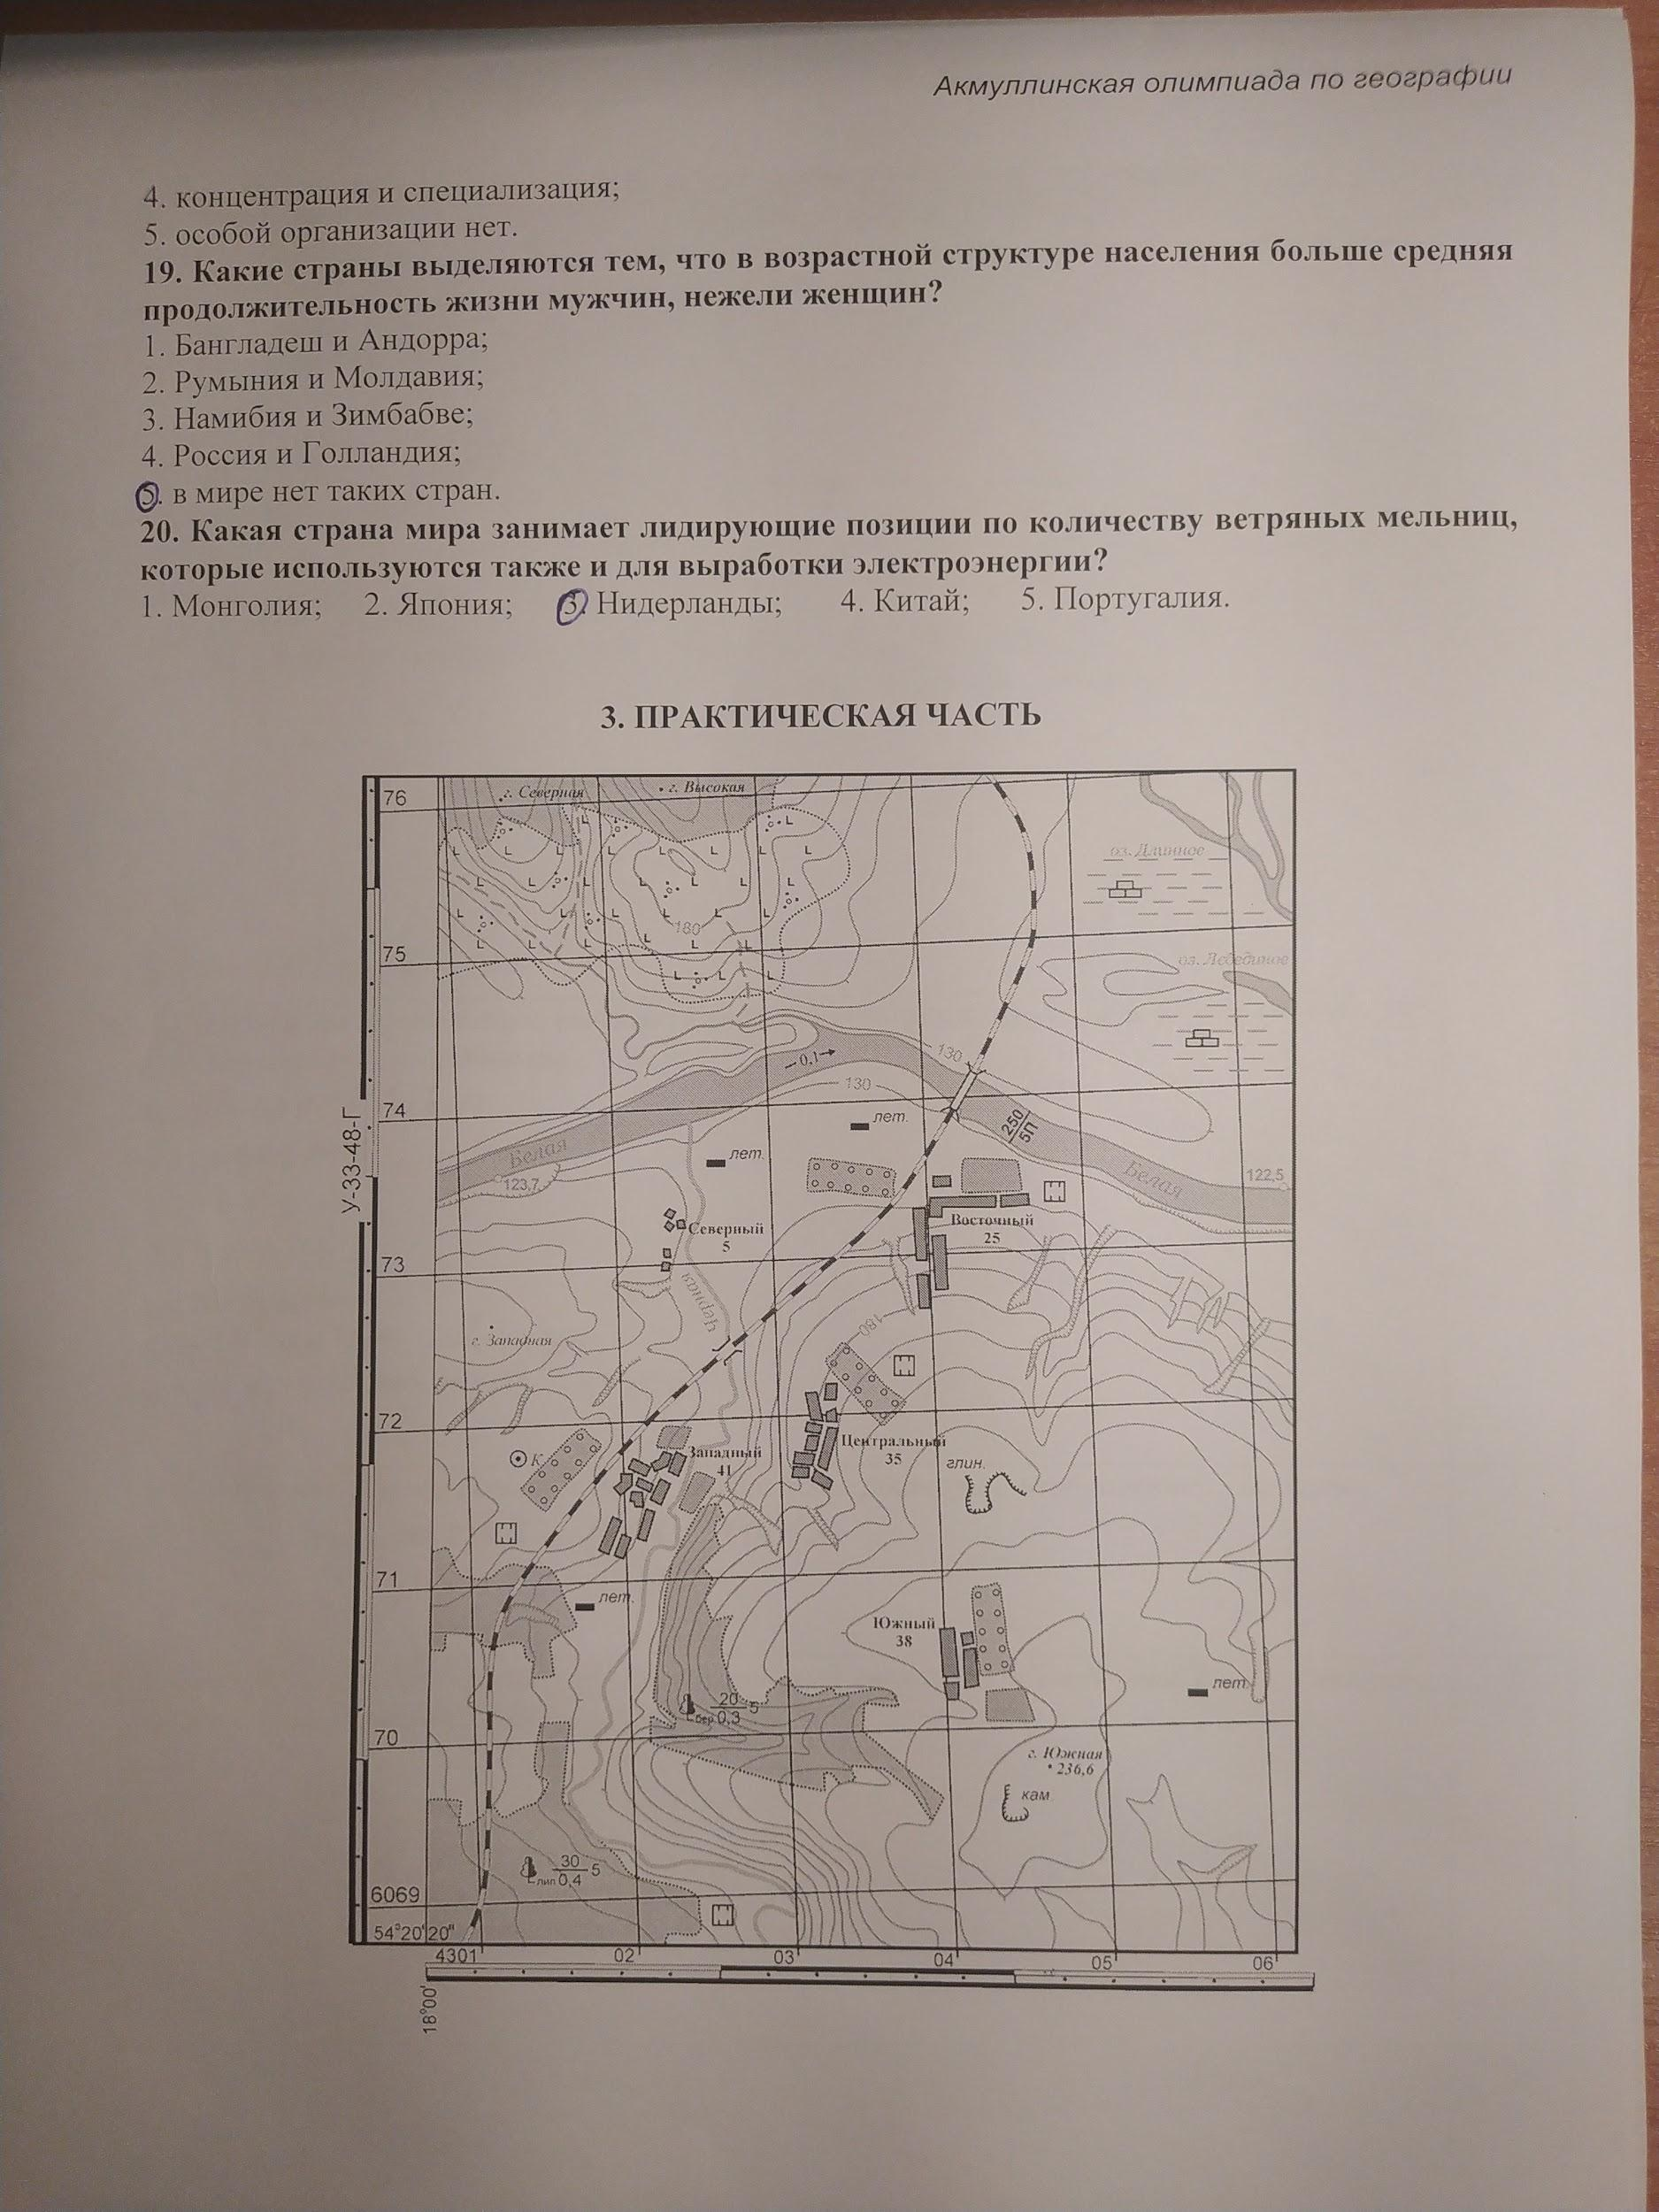 Акмуллинская олимпиада по географии
4. концентрация и специализация;
5. особой организации нет.
19. Какие страны выделяются тем, что в возрастной структуре населения больше средняя
продолжительность жизни мужчин, нежели женщин?
1. Бангладеш и Андорра;
2. Румыния и Молдавия;
3. Намибия и Зимбабве;
4. Россия и Голландия;
5. в мире нет таких стран.
20. Какая страна мира занимает лидирующие позиции по количеству ветряных мельниц,
которые используются также и для выработки электроэнергии?
1. Монголия; 2. Япония; 3. Нидерланды; 4. Китай; 5. Португалия.
3. ПРАКТИЧЕСКАЯ ЧАСТЬ
76
г. Северная
г. Высокая
оз. Длинное
180
75
оз. Лебединое
0,1
130
130
74
лет.
250
5П
лет.
Белая
Белая
123,7
122,5
У-33-48-Г
Северный
5
Восточный
25
73
Черная
г. Западная
180
72
К.
Западный
41
Центральный
35
глин.
71
лет.
Южный
38
лет.
20
бер 0,3 5
70
г. Южная
236,6
кам.
30
лип 0,4 5
6069
54°20'20"
4301 02 03 04 05 06
18°00'